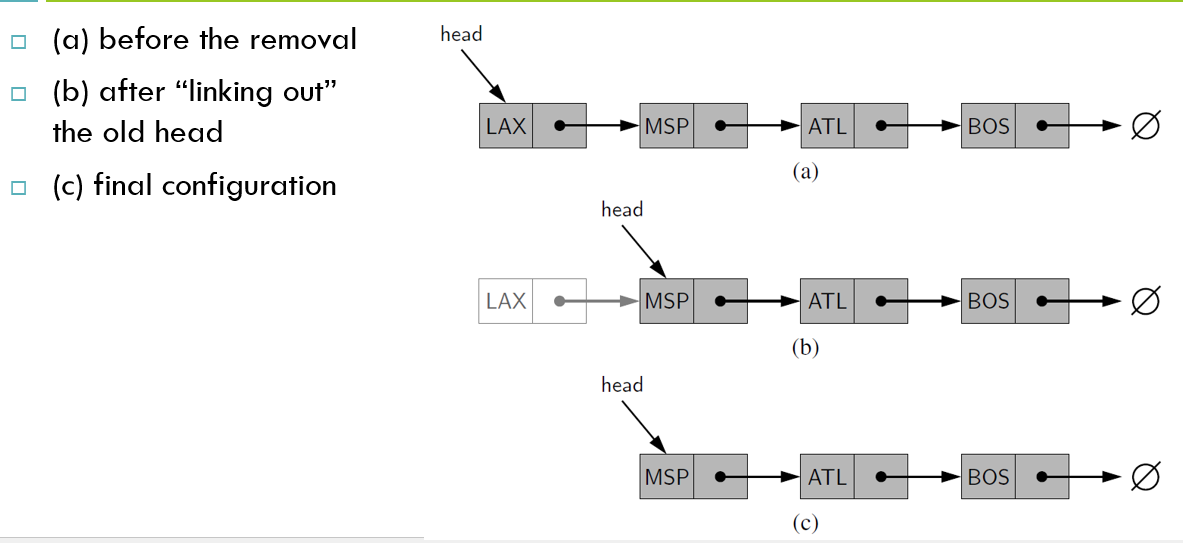 (a) before the removal
(b) after “linking out”
the old head
(c) final configuration
head
LAX MSP ATL BOS ∅
(a)
head
LAX MSP ATL BOS ∅
(b)
head
MSP ATL BOS ∅
(c)